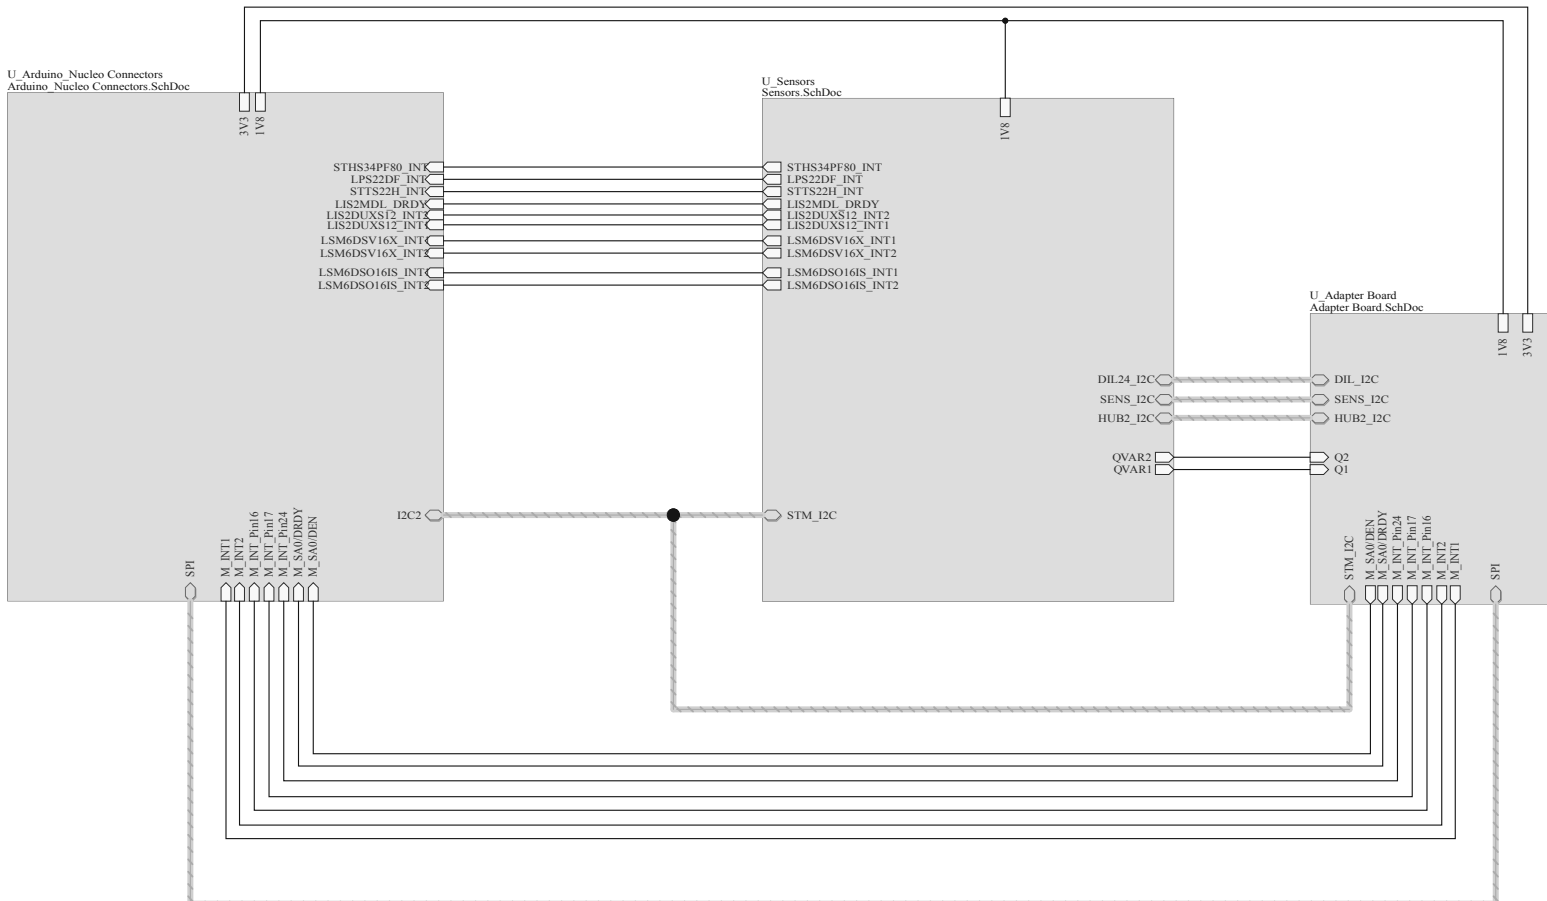 U_Arduino_Nucleo Connectors
Arduino_Nucleo Connectors.SchDoc
3V3
1V8
STHS34PF80_INT
LPS22DF_INT
STTS22H_INT
LIS2MDL_DRDY
LIS2DUXS12_INT2
LIS2DUXS12_INT1
LSM6DSV16X_INT1
LSM6DSV16X_INT2
LSM6DSO16IS_INT1
LSM6DSO16IS_INT2
I2C2
SPI
M_INT1
M_INT2
M_INT_Pin16
M_INT_Pin17
M_INT_Pin24
M_SA0/DRDY
M_SA0/DEN
U_Sensors
Sensors.SchDoc
1V8
STHS34PF80_INT
LPS22DF_INT
STTS22H_INT
LIS2MDL_DRDY
LIS2DUXS12_INT2
LIS2DUXS12_INT1
LSM6DSV16X_INT1
LSM6DSV16X_INT2
LSM6DSO16IS_INT1
LSM6DSO16IS_INT2
DIL24_I2C
SENS_I2C
HUB2_I2C
QVAR2
QVAR1
STM_I2C
U_Adapter Board
Adapter Board.SchDoc
1V8
3V3
DIL_I2C
SENS_I2C
HUB2_I2C
Q2
Q1
STM_I2C
M_SA0/DEN
M_SA0/DRDY
M_INT_Pin24
M_INT_Pin17
M_INT_Pin16
M_INT2
M_INT1
SPI